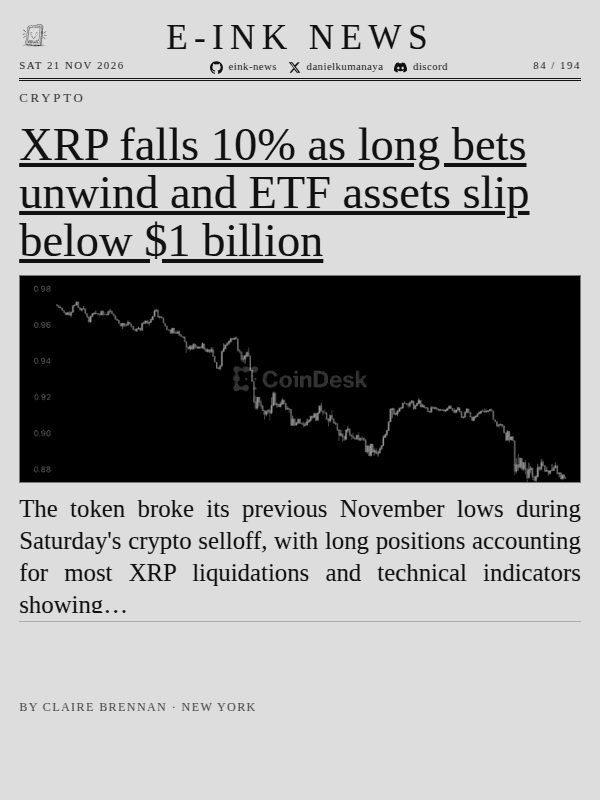 E-INK NEWS
SAT 21 NOV 2026
eink-news
danielkumanaya
discord
84 / 194
CRYPTO
XRP falls 10% as long bets
unwind and ETF assets slip
below $1 billion
0.98
0.96
0.94
0.92
0.90
0.88
CoinDesk
The token broke its previous November lows during
Saturday's crypto selloff, with long positions accounting
for most XRP liquidations and technical indicators
showing…
BY CLAIRE BRENNAN · NEW YORK